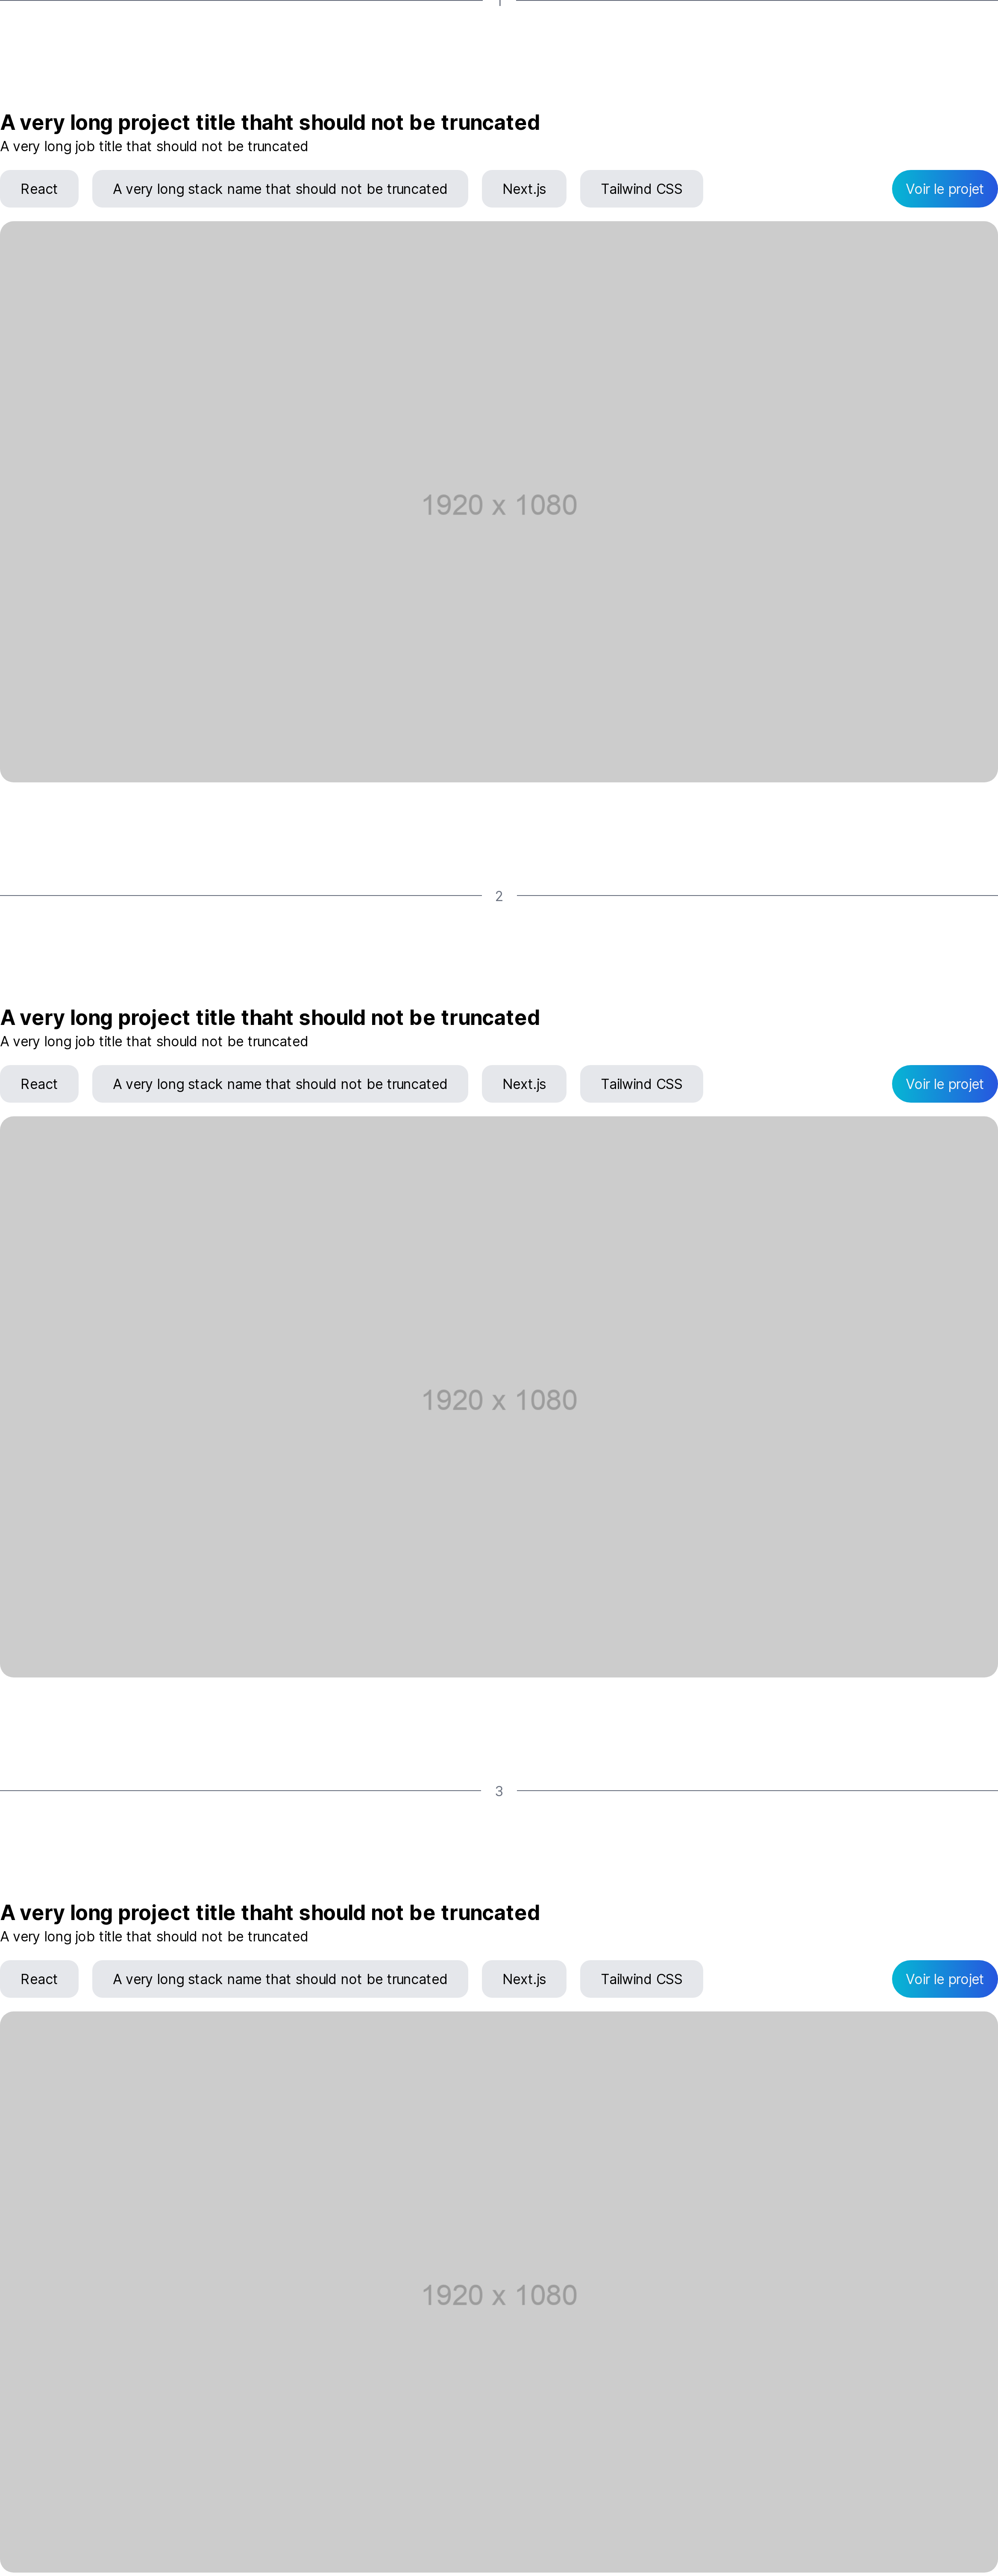 A very long project title thaht should not be truncated
A very long job title that should not be truncated
React A very long stack name that should not be truncated Next.js Tailwind CSS Voir le projet
1920 x 1080
2
A very long project title thaht should not be truncated
A very long job title that should not be truncated
React A very long stack name that should not be truncated Next.js Tailwind CSS Voir le projet
1920 x 1080
3
A very long project title thaht should not be truncated
A very long job title that should not be truncated
React A very long stack name that should not be truncated Next.js Tailwind CSS Voir le projet
1920 x 1080